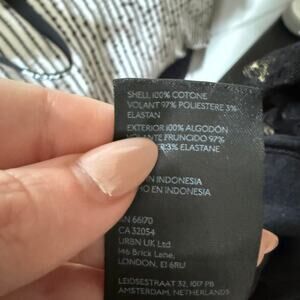 SHELL 100% COTONE
VOLANT 97% POLIESTERE 3%
ELASTAN
EXTERIOR 100% ALGODÓN
VOLANTE FRUNCIDO 97%
3% ELASTANE
IN INDONESIA
EN INDONESIA
66170
CA 32054
URBN UK Ltd
146 Brick Lane,
LONDON, E1 6RU
LEIDSESTRAAT 32, 1017 PB
AMSTERDAM, NETHERLANDS